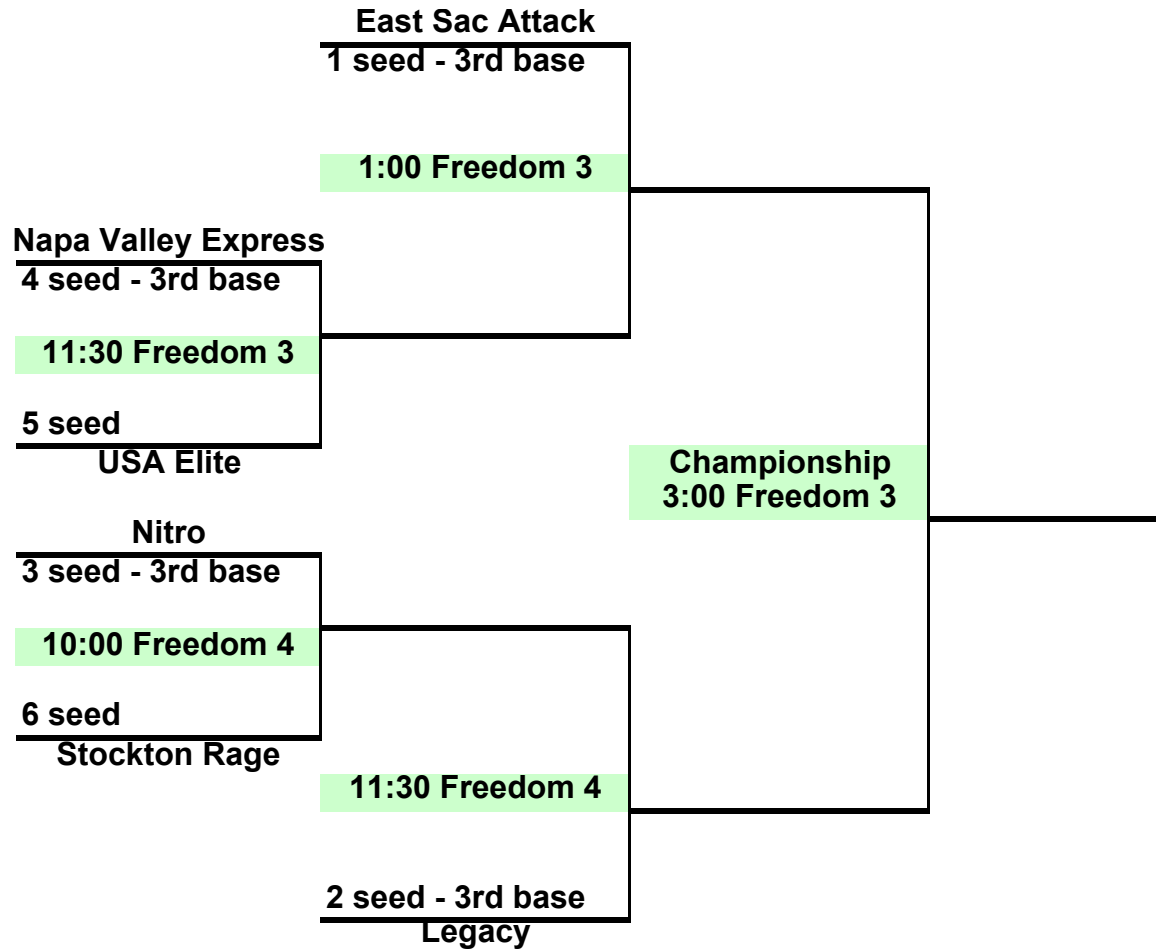 East Sac Attack
1 seed - 3rd base
1:00 Freedom 3
Napa Valley Express
4 seed - 3rd base
11:30 Freedom 3
5 seed
USA Elite
Championship
3:00 Freedom 3
Nitro
3 seed - 3rd base
10:00 Freedom 4
6 seed
Stockton Rage
11:30 Freedom 4
2 seed - 3rd base
Legacy